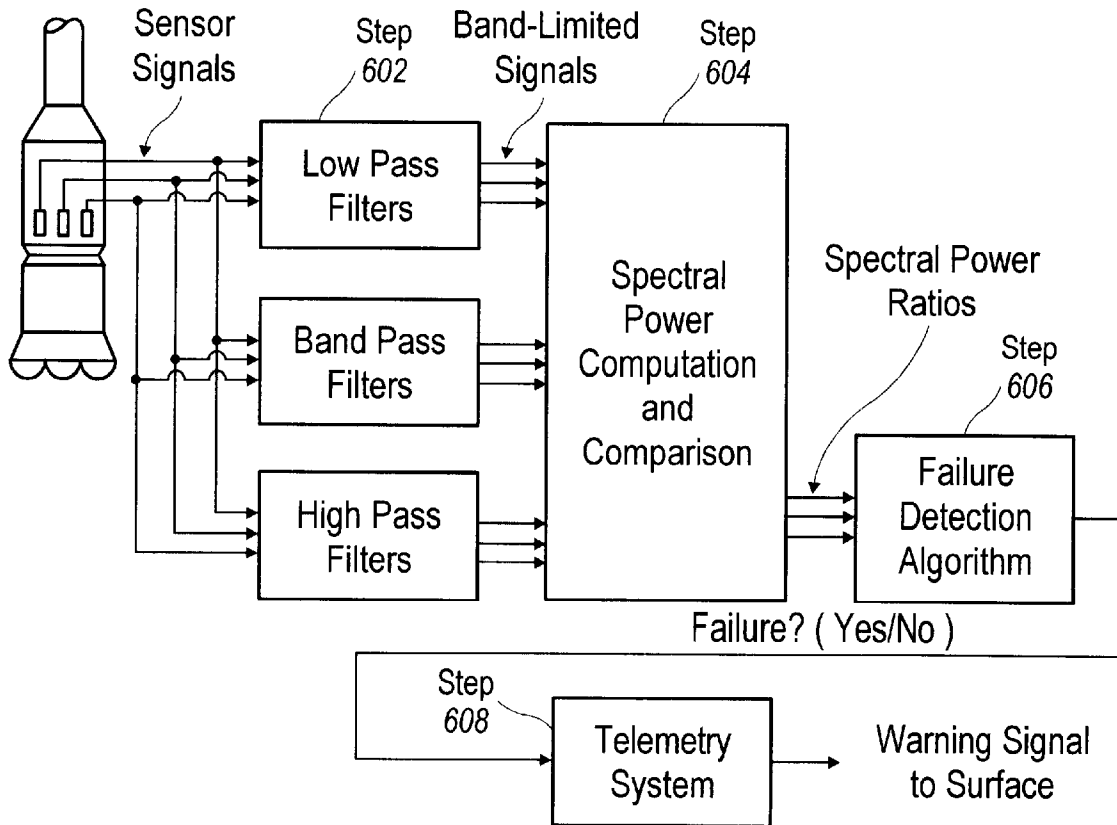 Sensor
Signals
Step
602
Band-Limited
Signals
Step
604
Low Pass
Filters
Band Pass
Filters
High Pass
Filters
Spectral
Power
Computation
and
Comparison
Spectral Power
Ratios
Step
606
Failure
Detection
Algorithm
Failure? ( Yes/No )
Step
608
Telemetry
System
Warning Signal
to Surface